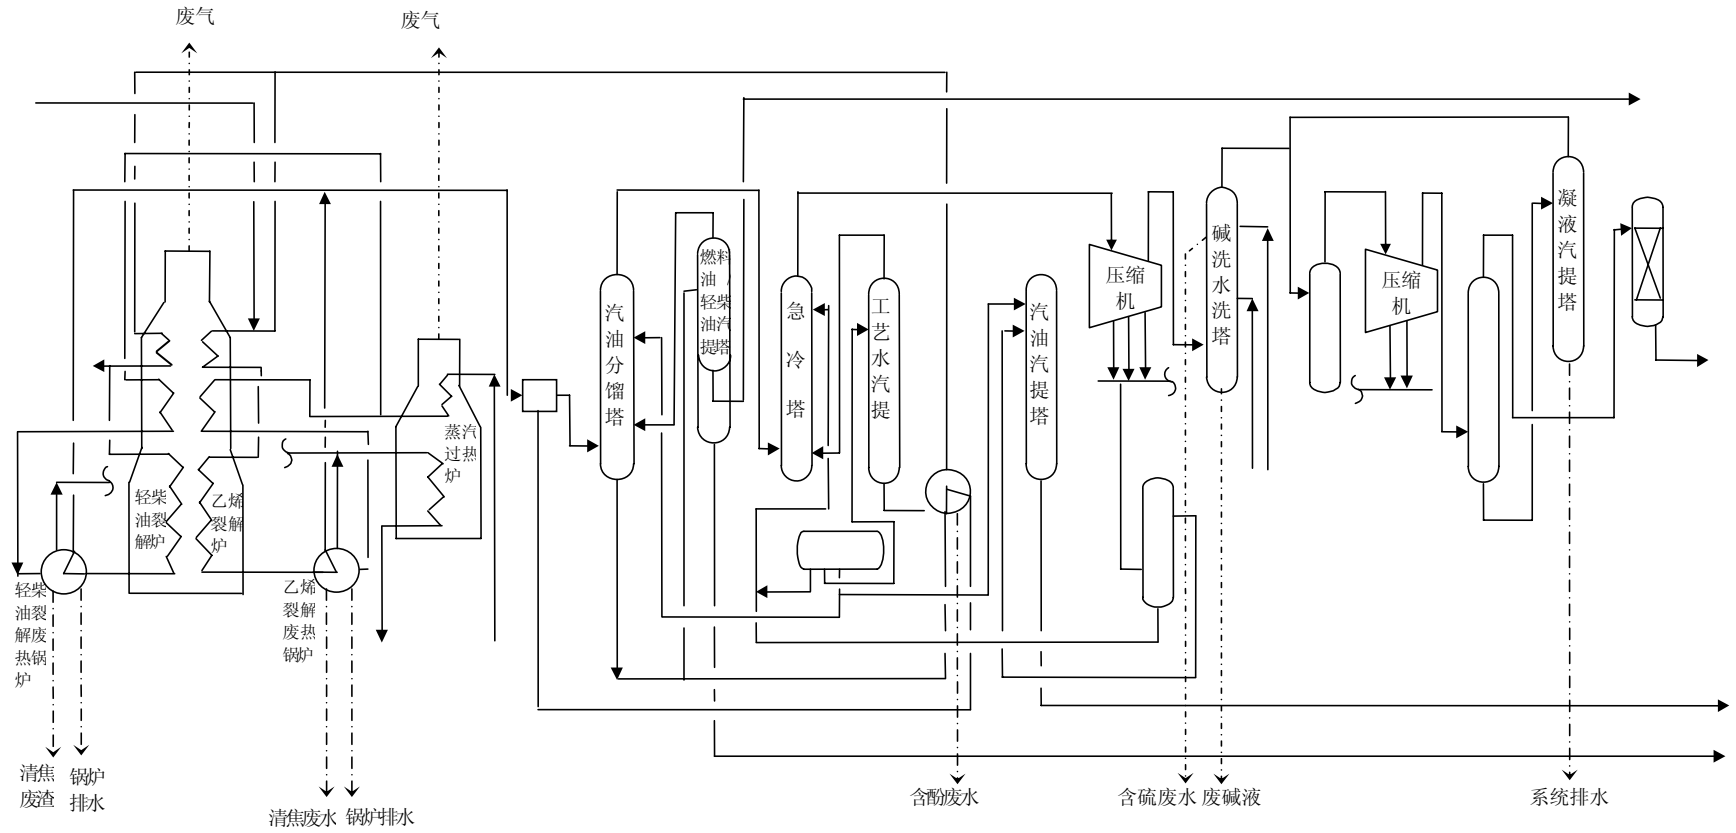 废气
废气
燃料
油
轻柴
油汽
提塔
汽
油
分
馏
塔
急
冷
塔
工
艺
水
汽
提
汽
油
汽
提
塔
压缩
机
碱
洗
水
洗
塔
压缩
机
凝
液
汽
提
塔
蒸汽
过热
炉
轻柴
油裂
解炉
乙烯
裂解
炉
轻柴
油裂
解废
热锅
炉
乙烯
裂解
废热
锅炉
清焦
废渣
锅炉
排水
清焦废水
锅炉排水
含酚废水
含硫废水
废碱液
系统排水